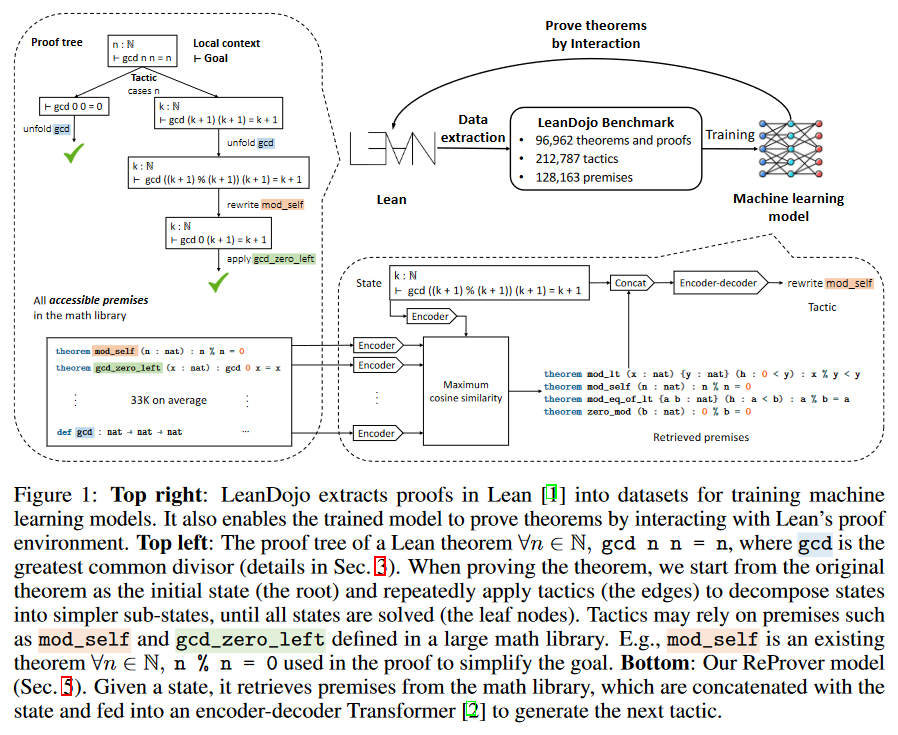 Prove theorems
by Interaction
Proof tree
n : ℕ
⊢ gcd n n = n
Local context
⊢ Goal
Tactic
cases n
⊢ gcd 0 0 = 0
k : ℕ
⊢ gcd (k + 1) (k + 1) = k + 1
unfold gcd
unfold gcd
k : ℕ
⊢ gcd ((k + 1) % (k + 1)) (k + 1) = k + 1
rewrite mod_self
k : ℕ
⊢ gcd 0 (k + 1) = k + 1
apply gcd_zero_left
LEAN
Lean
Data
extraction
LeanDojo Benchmark
• 96,962 theorems and proofs
• 212,787 tactics
• 128,163 premises
Training
Machine learning
model
All accessible premises
in the math library
theorem mod_self (n : nat) : n % n = 0
theorem gcd_zero_left (x : nat) : gcd 0 x = x
⋮ 33K on average ⋮
def gcd : nat → nat → nat ...
State
k : ℕ
⊢ gcd ((k + 1) % (k + 1)) (k + 1) = k + 1
Concat
Encoder-decoder
rewrite mod_self
Tactic
Encoder
Encoder
Encoder
⋮
Encoder
Maximum
cosine similarity
theorem mod_lt (x : nat) {y : nat} (h : 0 < y) : x % y < y
theorem mod_self (n : nat) : n % n = 0
theorem mod_eq_of_lt {a b : nat} (h : a < b) : a % b = a
theorem zero_mod (b : nat) : 0 % b = 0
Retrieved premises
Figure 1: Top right: LeanDojo extracts proofs in Lean [1] into datasets for training machine
learning models. It also enables the trained model to prove theorems by interacting with Lean's proof
environment. Top left: The proof tree of a Lean theorem ∀n ∈ ℕ, gcd n n = n, where gcd is the
greatest common divisor (details in Sec. 3). When proving the theorem, we start from the original
theorem as the initial state (the root) and repeatedly apply tactics (the edges) to decompose states
into simpler sub-states, until all states are solved (the leaf nodes). Tactics may rely on premises such
as mod_self and gcd_zero_left defined in a large math library. E.g., mod_self is an existing
theorem ∀n ∈ ℕ, n % n = 0 used in the proof to simplify the goal. Bottom: Our ReProver model
(Sec. 5). Given a state, it retrieves premises from the math library, which are concatenated with the
state and fed into an encoder-decoder Transformer [2] to generate the next tactic.